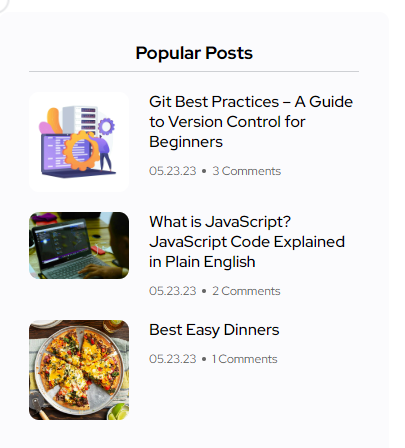 Popular Posts
Git Best Practices – A Guide
to Version Control for
Beginners
05.23.23 • 3 Comments
What is JavaScript?
JavaScript Code Explained
in Plain English
05.23.23 • 2 Comments
Best Easy Dinners
05.23.23 • 1 Comments